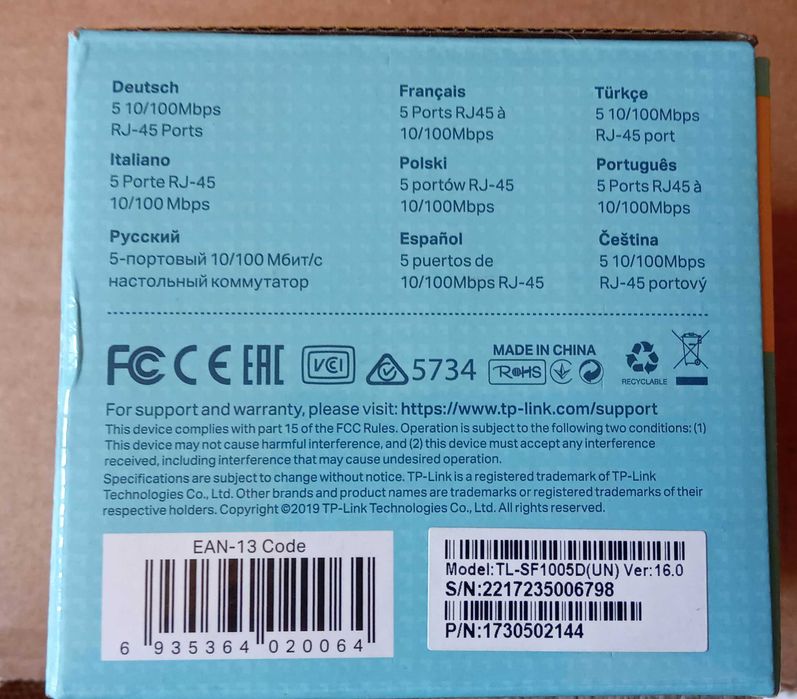 Deutsch
5 10/100Mbps
RJ-45 Ports
Français
5 Ports RJ45 à
10/100Mbps
Türkçe
5 10/100Mbps
RJ-45 port
Italiano
5 Porte RJ-45
10/100 Mbps
Polski
5 portów RJ-45
10/100Mbps
Português
5 Ports RJ45 à
10/100Mbps
Русский
5-портовый 10/100 Мбит/с
настольный коммутатор
Español
5 puertos de
10/100Mbps RJ-45
Čeština
5 10/100Mbps
RJ-45 portový
FC CE EAC VCCI 5734
MADE IN CHINA
RoHS
RECYCLABLE
For support and warranty, please visit: https://www.tp-link.com/support
This device complies with part 15 of the FCC Rules. Operation is subject to the following two conditions: (1)
This device may not cause harmful interference, and (2) this device must accept any interference
received, including interference that may cause undesired operation.
Specifications are subject to change without notice. TP-Link is a registered trademark of TP-Link
Technologies Co., Ltd. Other brands and product names are trademarks or registered trademarks of their
respective holders. Copyright ©2019 TP-Link Technologies Co., Ltd. All rights reserved.
EAN-13 Code
6 935364 020064
Model:TL-SF1005D(UN) Ver:16.0
S/N:2217235006798
P/N:1730502144